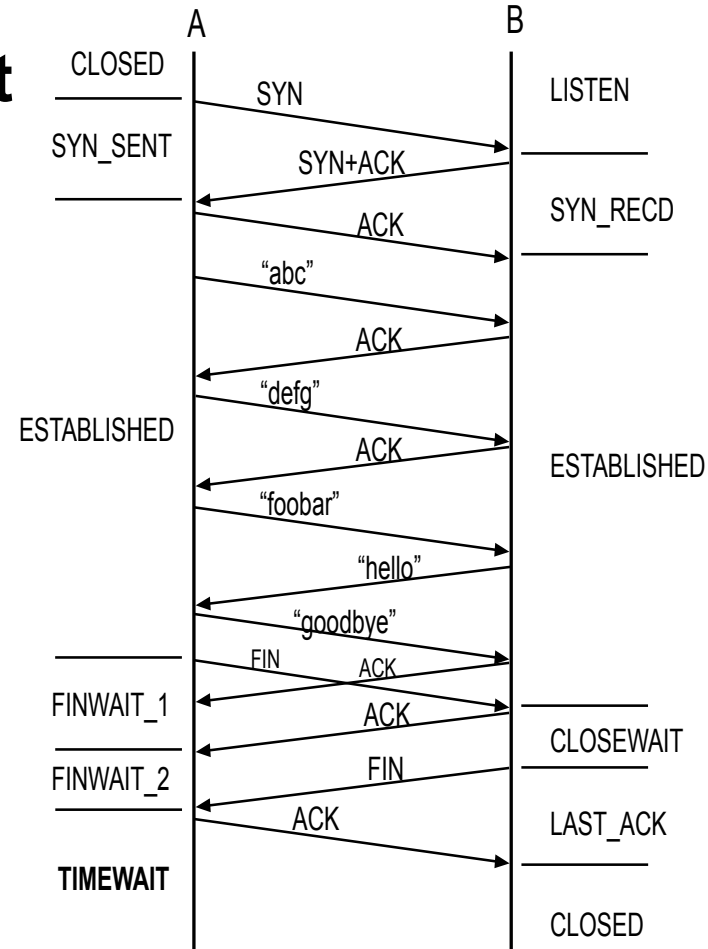 A
B
CLOSED
t
SYN
LISTEN
SYN_SENT
SYN+ACK
SYN_RECD
ACK
“abc”
ACK
“defg”
ESTABLISHED
ACK
ESTABLISHED
“foobar”
“hello”
“goodbye”
FIN
ACK
FINWAIT_1
ACK
CLOSEWAIT
FINWAIT_2
FIN
ACK
LAST_ACK
TIMEWAIT
CLOSED